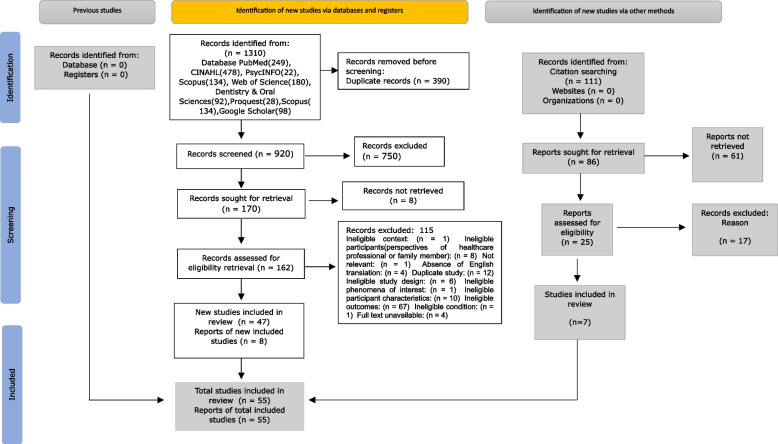 Previous studies
Identification of new studies via databases and registers
Identification of new studies via other methods
Identification
Records identified from:
Database (n = 0)
Registers (n = 0)
Records identified from:
(n = 1310)
Database PubMed(249),
CINAHL(478), PsycINFO(22),
Scopus(134), Web of Science(180),
Dentistry & Oral
Sciences(92),Proquest(28),Scopus(
134),Google Scholar(98)
Records removed before
screening:
Duplicate records (n = 390)
Records identified from:
Citation searching
(n = 111)
Websites (n = 0)
Organizations (n = 0)
Screening
Records screened (n = 920)
Records excluded
(n = 750)
Reports sought for retrieval
(n = 86)
Reports not
retrieved
(n = 61)
Records sought for retrieval
(n = 170)
Records not retrieved
(n = 8)
Records assessed for
eligibility retrieval (n = 162)
Records excluded: 115
Ineligible context: (n = 1) Ineligible
participants(perspectives of healthcare
professional or family member): (n = 8) Not
relevant: (n = 1) Absence of English
translation: (n = 4) Duplicate study: (n = 12)
Ineligible study design: (n = 6) Ineligible
phenomena of interest: (n = 1) Ineligible
participant characteristics: (n = 10) Ineligible
outcomes: (n = 67) Ineligible condition: (n =
1) Full text unavailable: (n = 4)
Reports
assessed for
eligibility
(n = 25)
Records excluded:
Reason
(n = 17)
New studies included in
review (n = 47)
Reports of new included
studies (n = 8)
Studies included in
review
(n=7)
Included
Total studies included in
review (n = 55)
Reports of total included
studies (n = 55)